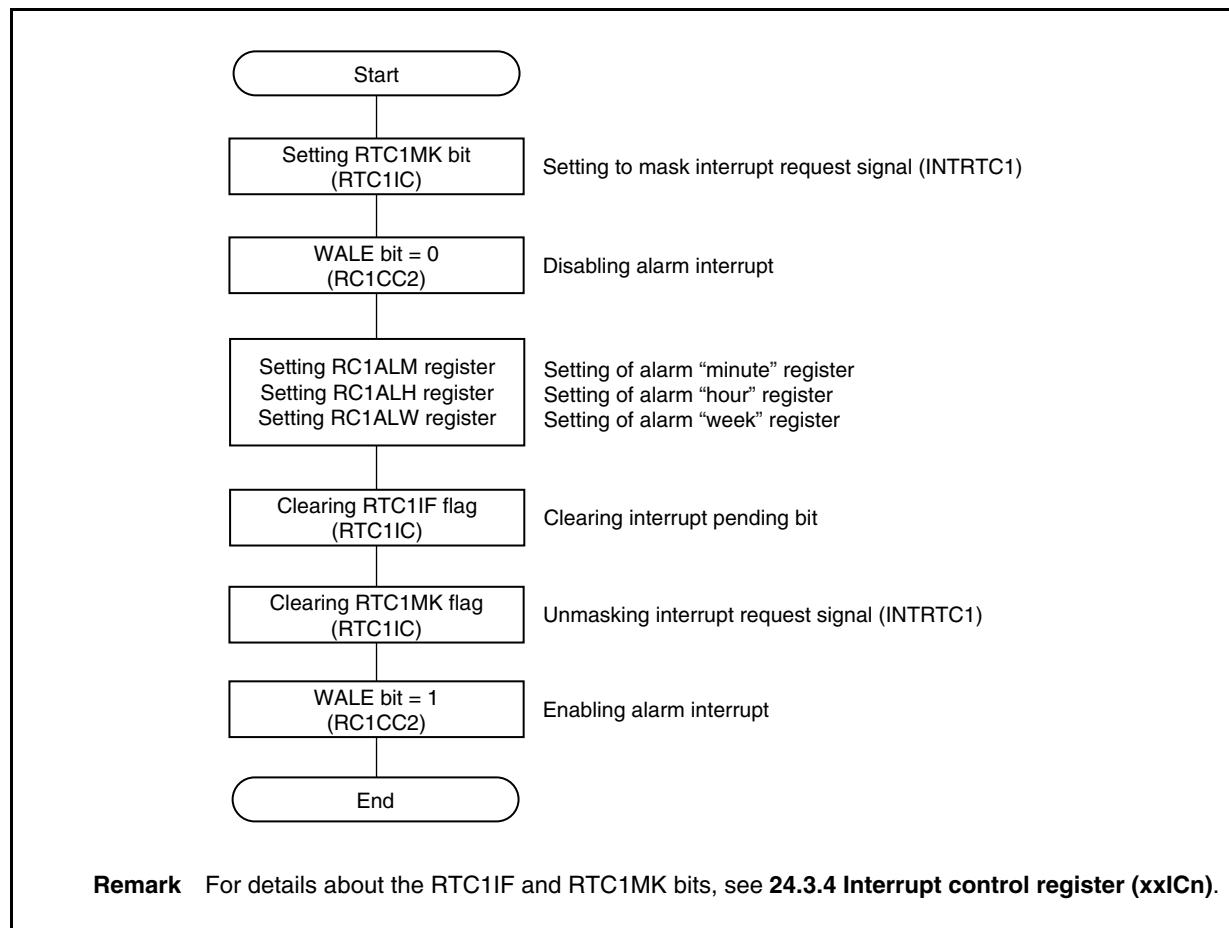 Start
Setting RTC1MK bit
(RTC1IC)
Setting to mask interrupt request signal (INTRTC1)
WALE bit = 0
(RC1CC2)
Disabling alarm interrupt
Setting RC1ALM register
Setting of alarm “minute” register
Setting RC1ALH register
Setting of alarm “hour” register
Setting RC1ALW register
Setting of alarm “week” register
Clearing RTC1IF flag
(RTC1IC)
Clearing interrupt pending bit
Clearing RTC1MK flag
(RTC1IC)
Unmasking interrupt request signal (INTRTC1)
WALE bit = 1
(RC1CC2)
Enabling alarm interrupt
End
Remark For details about the RTC1IF and RTC1MK bits, see 24.3.4 Interrupt control register (xxICn).